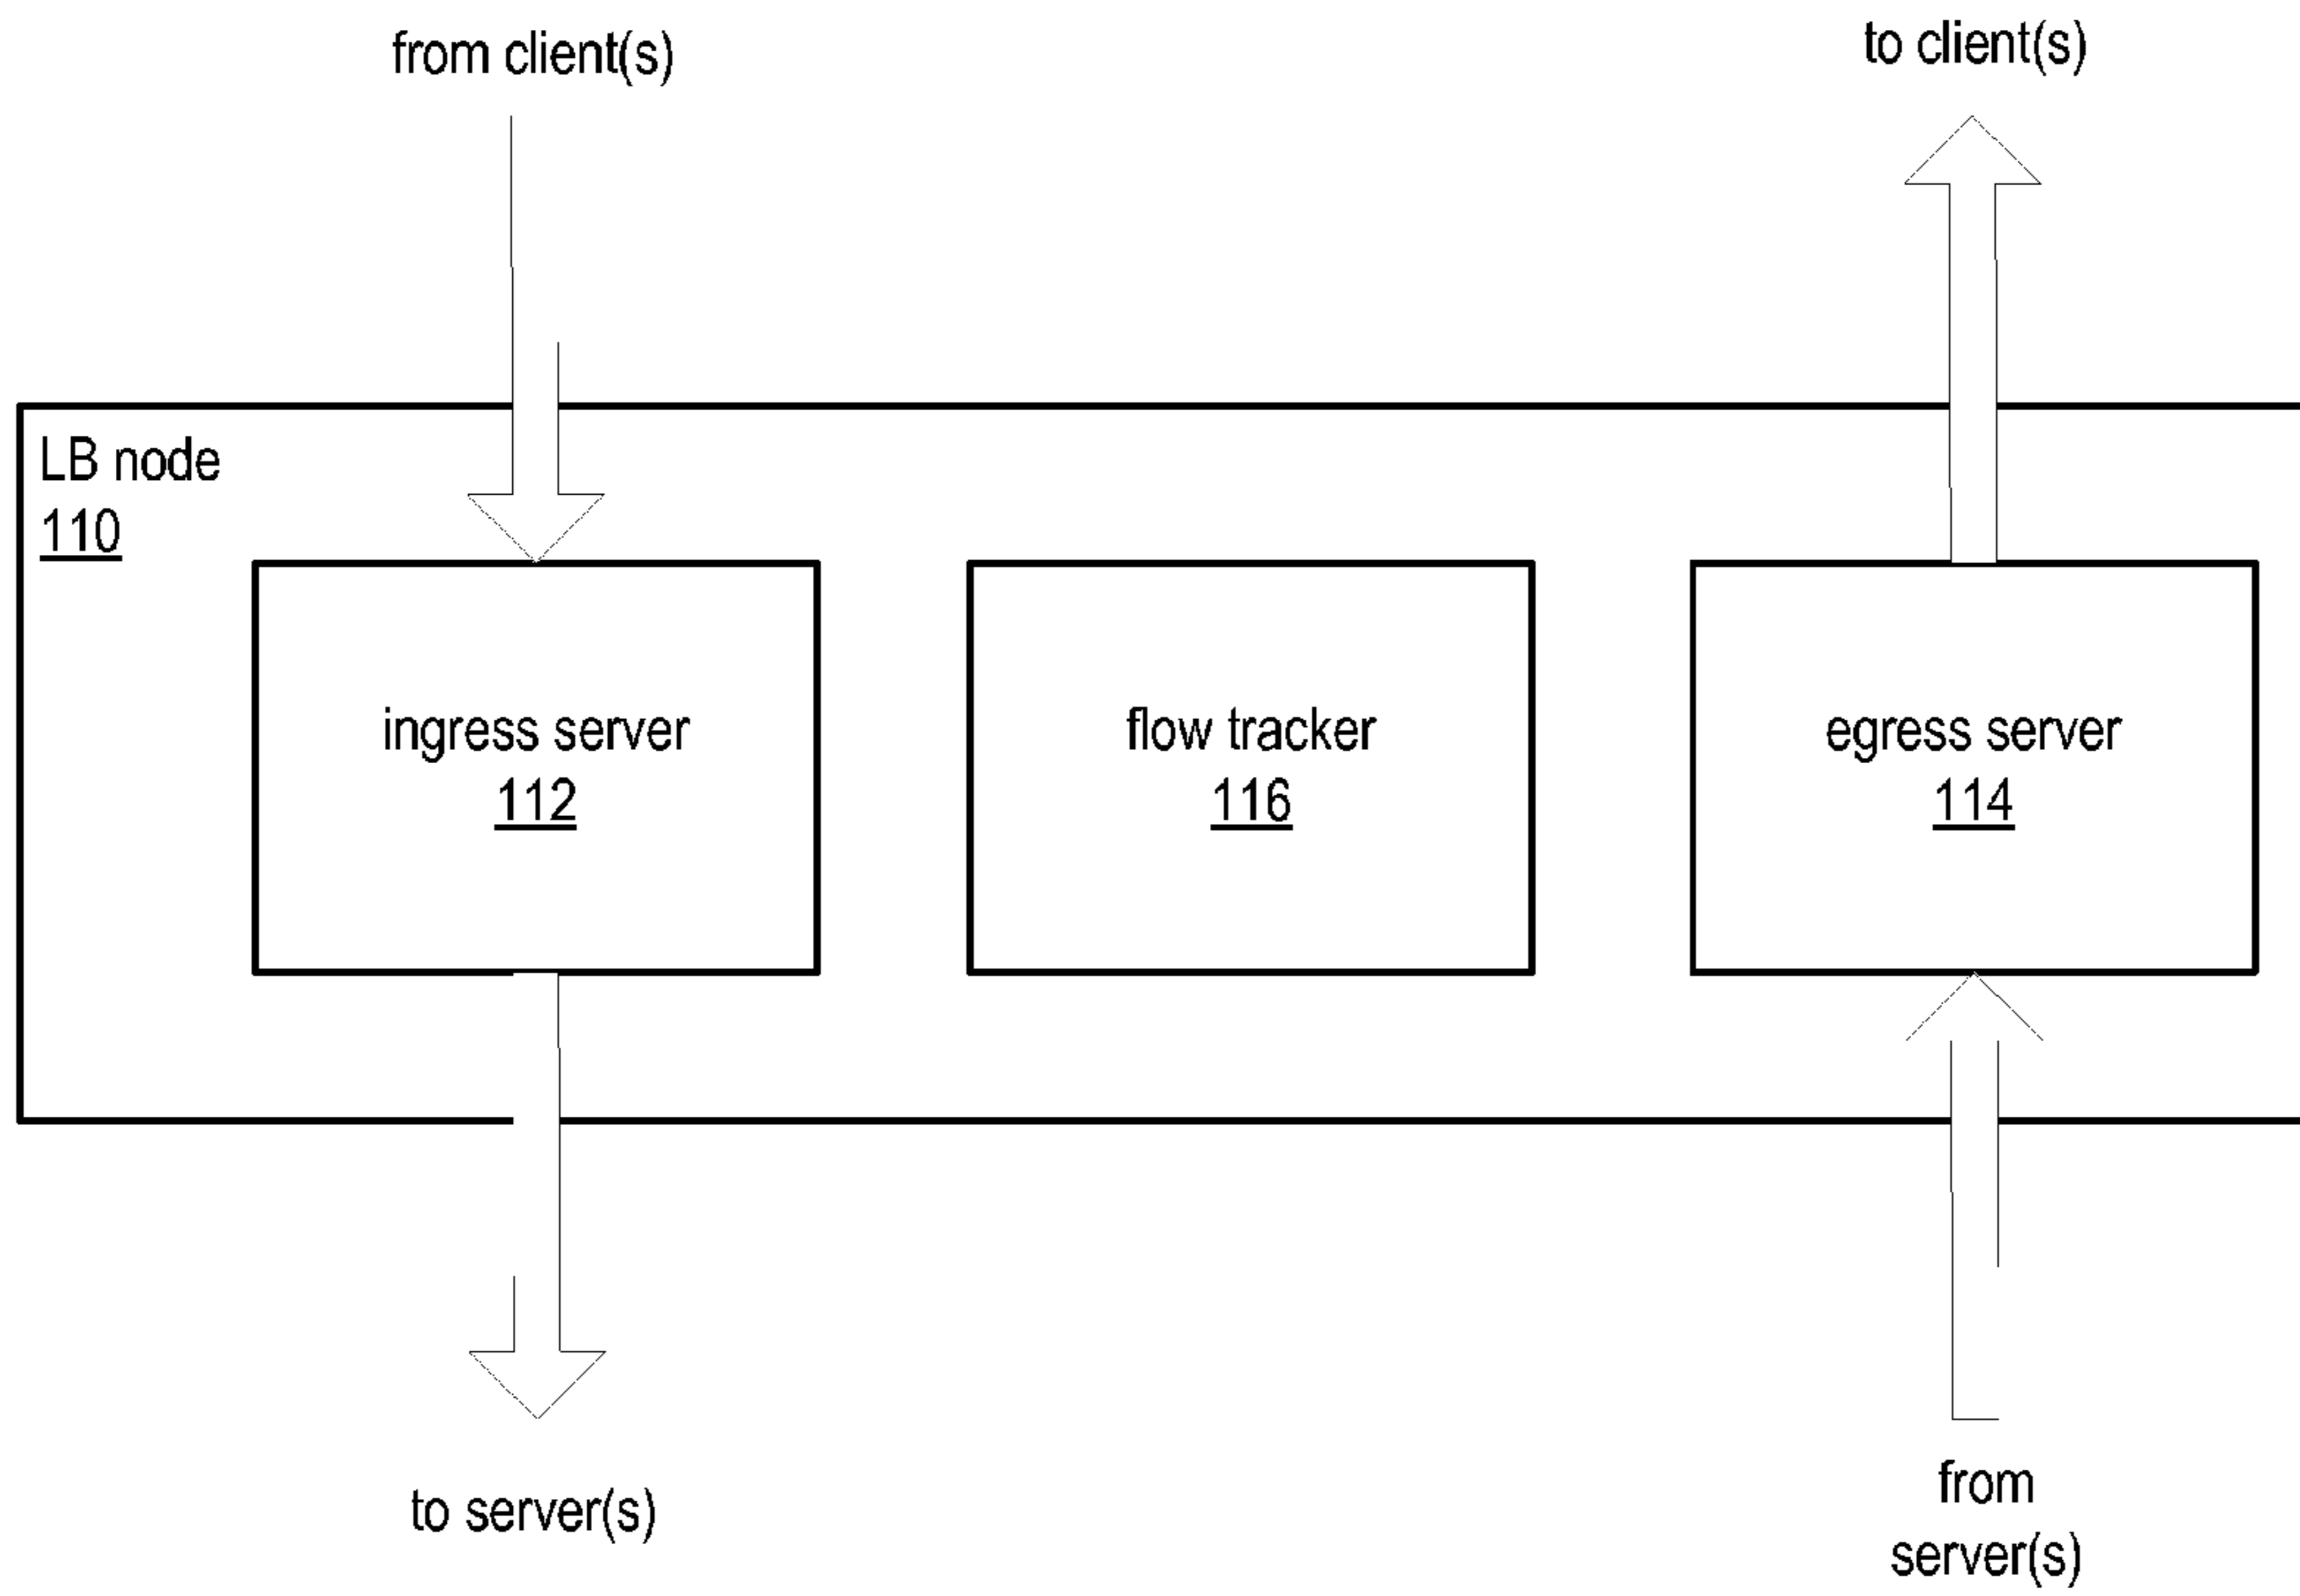 from client(s)
to client(s)
LB node
110
ingress server
112
flow tracker
116
egress server
114
to server(s)
from
server(s)